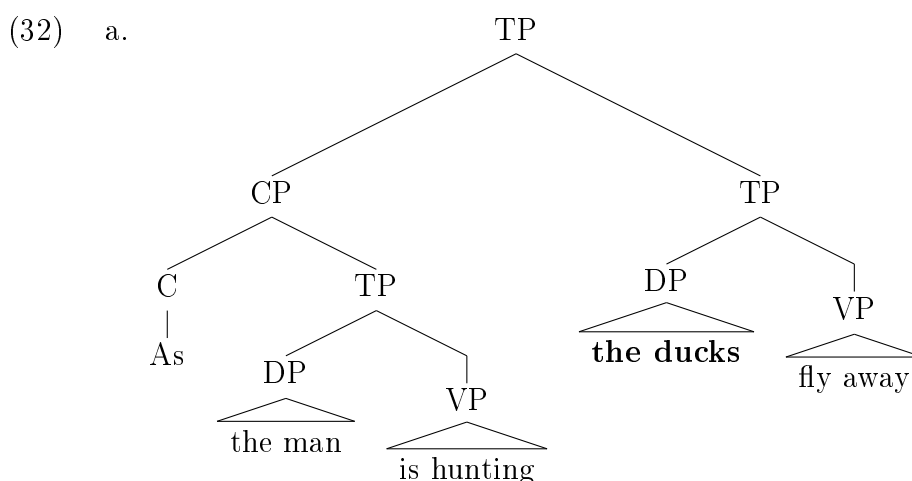 (32) a. TP
CP TP
C TP DP VP
As DP VP the ducks fly away
the man is hunting